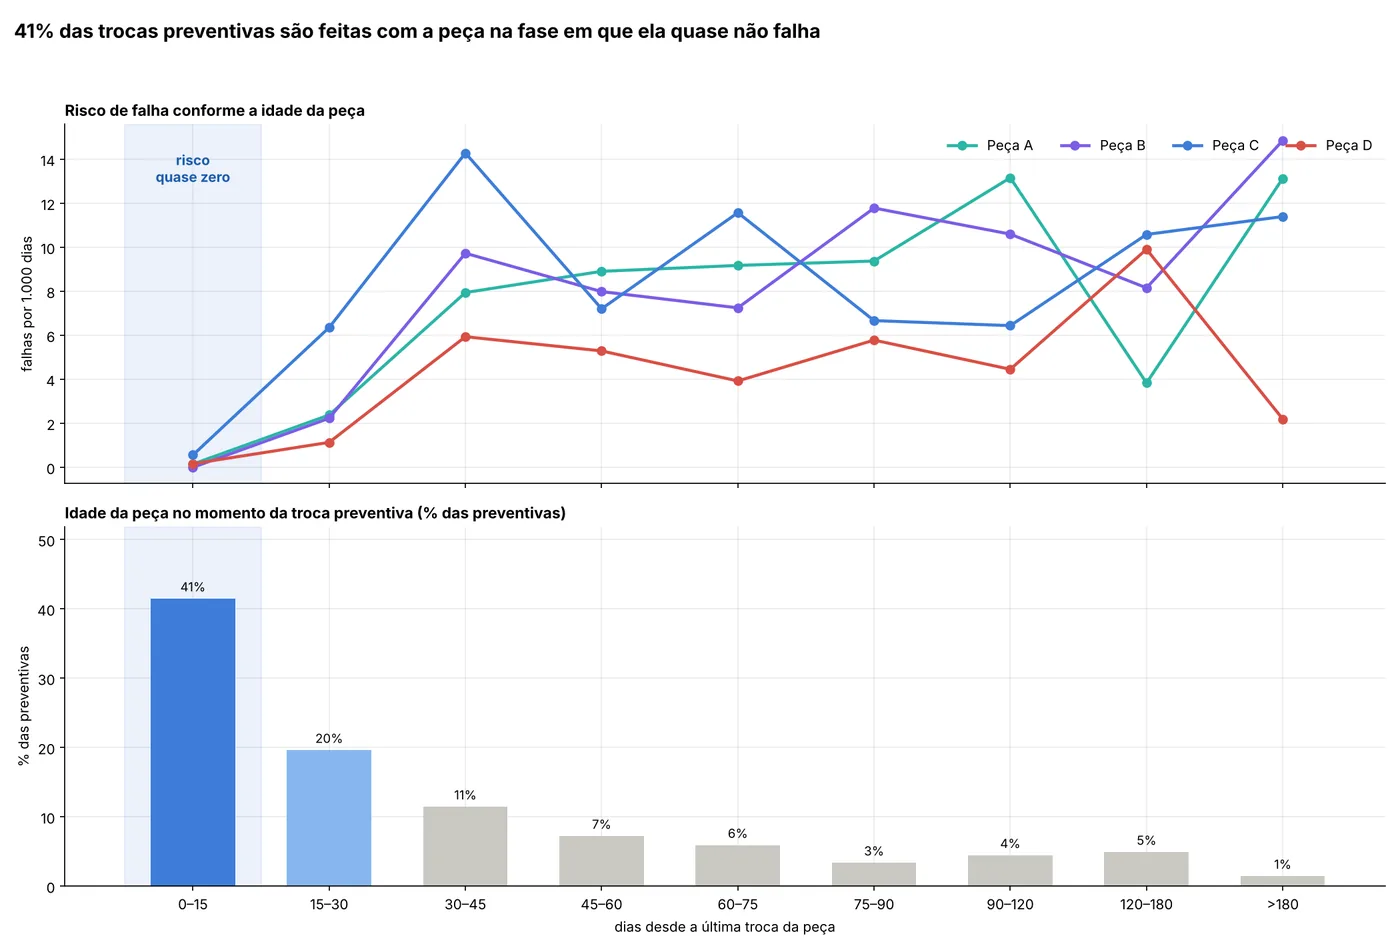 41% das trocas preventivas são feitas com a peça na fase em que ela quase não falha
Risco de falha conforme a idade da peça
risco
quase zero
Peça A
Peça B
Peça C
Peça D
falhas por 1.000 dias
14
12
10
8
6
4
2
0
Idade da peça no momento da troca preventiva (% das preventivas)
% das preventivas
50
40
30
20
10
0
41%
20%
11%
7%
6%
3%
4%
5%
1%
0–15
15–30
30–45
45–60
60–75
75–90
90–120
120–180
>180
dias desde a última troca da peça